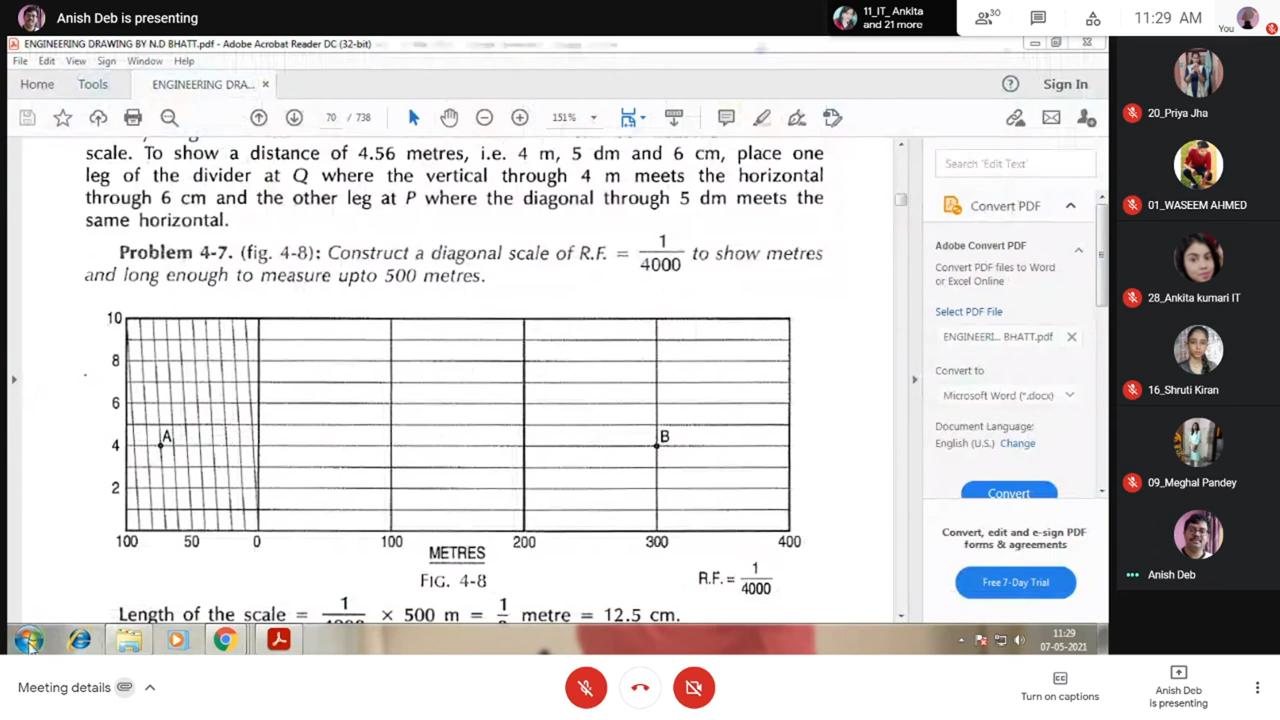 Anish Deb is presenting
11_IT_Ankita
and 21 more
30
11:29 AM
You
ENGINEERING DRAWING BY N.D BHATT.pdf - Adobe Acrobat Reader DC (32-bit)
File Edit View Sign Window Help
Home Tools ENGINEERING DRA... ×
Sign In
70 / 738
151%
scale. To show a distance of 4.56 metres, i.e. 4 m, 5 dm and 6 cm, place one
leg of the divider at Q where the vertical through 4 m meets the horizontal
through 6 cm and the other leg at P where the diagonal through 5 dm meets the
same horizontal.
Problem 4-7. (fig. 4-8): Construct a diagonal scale of R.F. = 1/4000 to show metres
and long enough to measure upto 500 metres.
10
8
6
4
2
A
B
100 50 0 100 200 300 400
METRES
FIG. 4-8
R.F. = 1/4000
Length of the scale = 1/4000 × 500 m = 1/8 metre = 12.5 cm.
Search 'Edit Text'
Convert PDF
Adobe Convert PDF
Convert PDF files to Word
or Excel Online
Select PDF File
ENGINEERI... BHATT.pdf
Convert to
Microsoft Word (*.docx)
Document Language:
English (U.S.) Change
Convert
Convert, edit and e-sign PDF
forms & agreements
Free 7-Day Trial
20_Priya Jha
01_WASEEM AHMED
28_Ankita kumari IT
16_Shruti Kiran
09_Meghal Pandey
Anish Deb
11:29
07-05-2021
Meeting details
Turn on captions
Anish Deb
is presenting